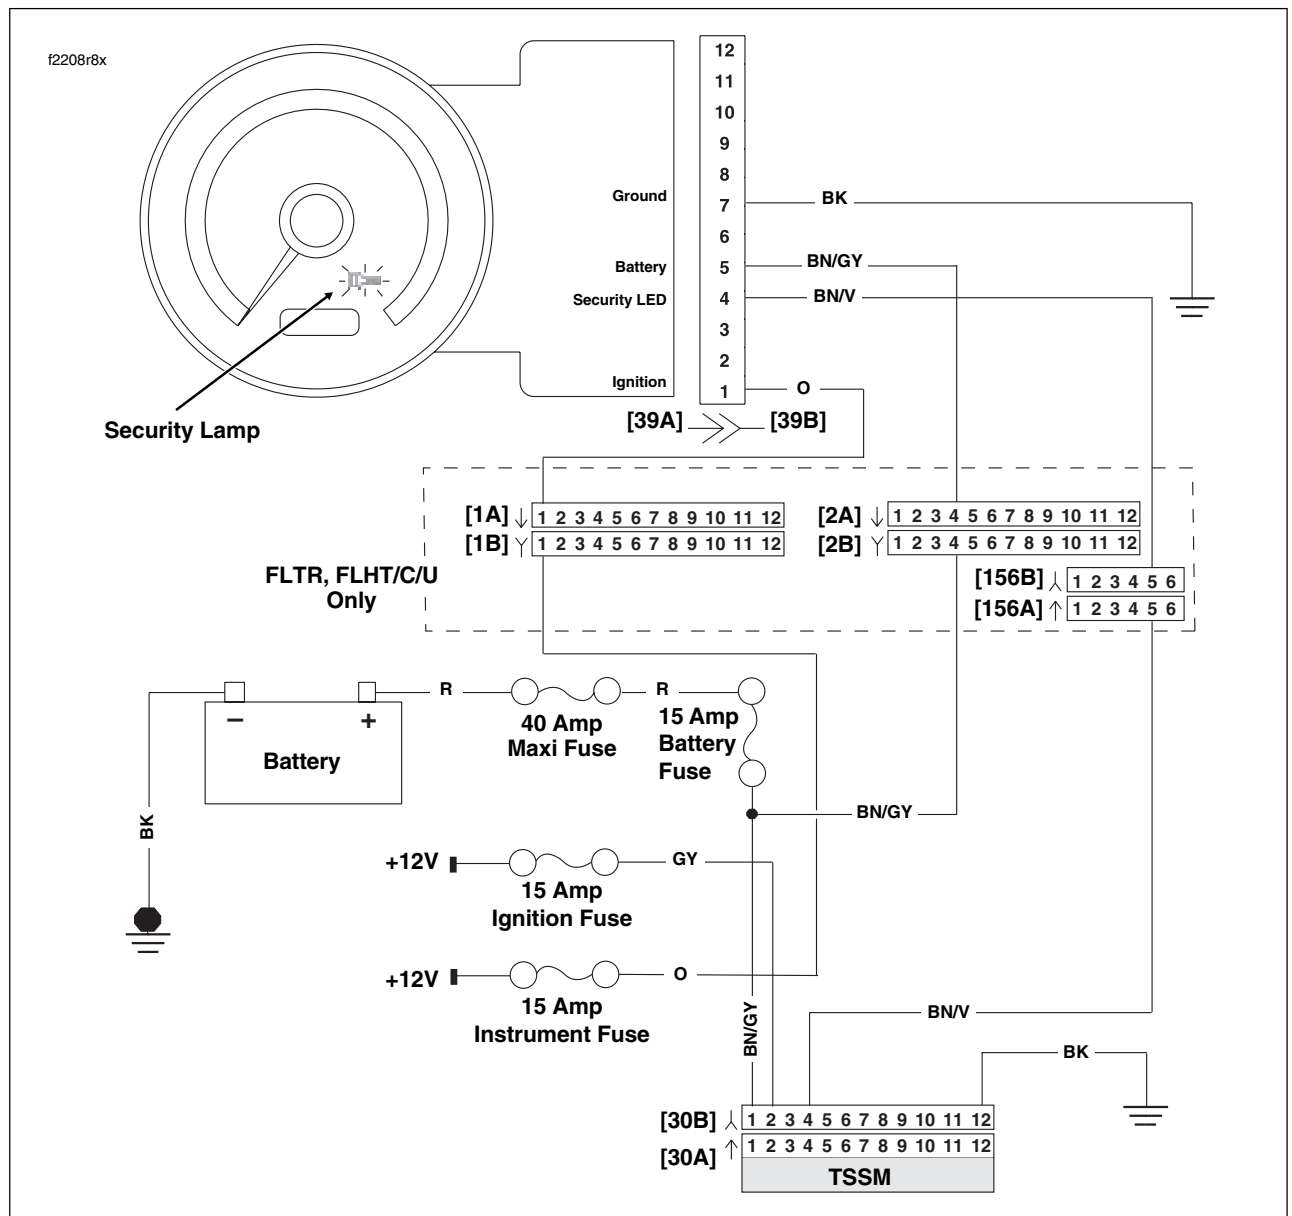 f2208r8x
12
11
10
9
8
Ground
7
BK
6
Battery
5
BN/GY
Security LED
4
BN/V
3
2
Ignition
1
O
[39A]
[39B]
Security Lamp
[1A]
1 2 3 4 5 6 7 8 9 10 11 12
[2A]
1 2 3 4 5 6 7 8 9 10 11 12
[1B]
1 2 3 4 5 6 7 8 9 10 11 12
[2B]
1 2 3 4 5 6 7 8 9 10 11 12
FLTR, FLHT/C/U
Only
[156B]
1 2 3 4 5 6
[156A]
1 2 3 4 5 6
R
R
– +
Battery
40 Amp
Maxi Fuse
15 Amp
Battery
Fuse
BK
BN/GY
+12V
GY
15 Amp
Ignition Fuse
+12V
O
15 Amp
Instrument Fuse
BN/GY
BN/V
BK
[30B]
1 2 3 4 5 6 7 8 9 10 11 12
[30A]
1 2 3 4 5 6 7 8 9 10 11 12
TSSM